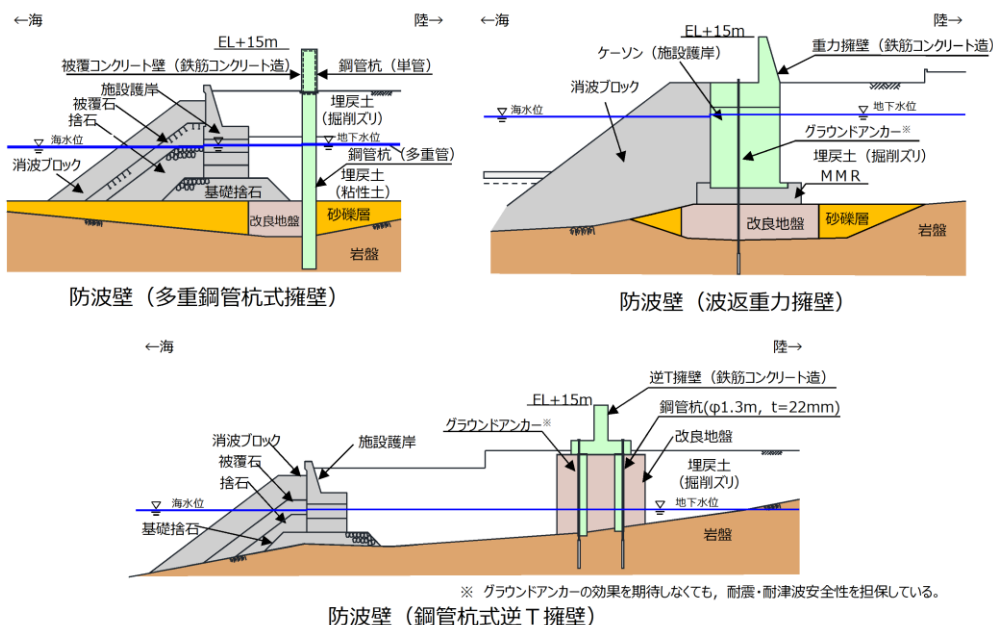 ←海
陸→
EL+15m
被覆コンクリート壁(鉄筋コンクリート造)
鋼管杭(単管)
施設護岸
被覆石
捨石
埋戻土
(掘削ズリ)
海水位
地下水位
消波ブロック
鋼管杭(多重管)
埋戻土
(粘性土)
基礎捨石
改良地盤
砂礫層
岩盤
防波壁(多重鋼管杭式擁壁)
←海
陸→
EL+15m
ケーソン(施設護岸)
重力擁壁(鉄筋コンクリート造)
消波ブロック
海水位
地下水位
グラウンドアンカー※
埋戻土(掘削ズリ)
MMR
改良地盤
砂礫層
岩盤
防波壁(波返重力擁壁)
←海
陸→
逆T擁壁(鉄筋コンクリート造)
EL+15m
鋼管杭(φ1.3m, t=22mm)
グラウンドアンカー※
改良地盤
消波ブロック
施設護岸
被覆石
埋戻土
(掘削ズリ)
捨石
海水位
地下水位
基礎捨石
岩盤
※ グラウンドアンカーの効果を期待しなくても,耐震・耐津波安全性を担保している。
防波壁(鋼管杭式逆T擁壁)